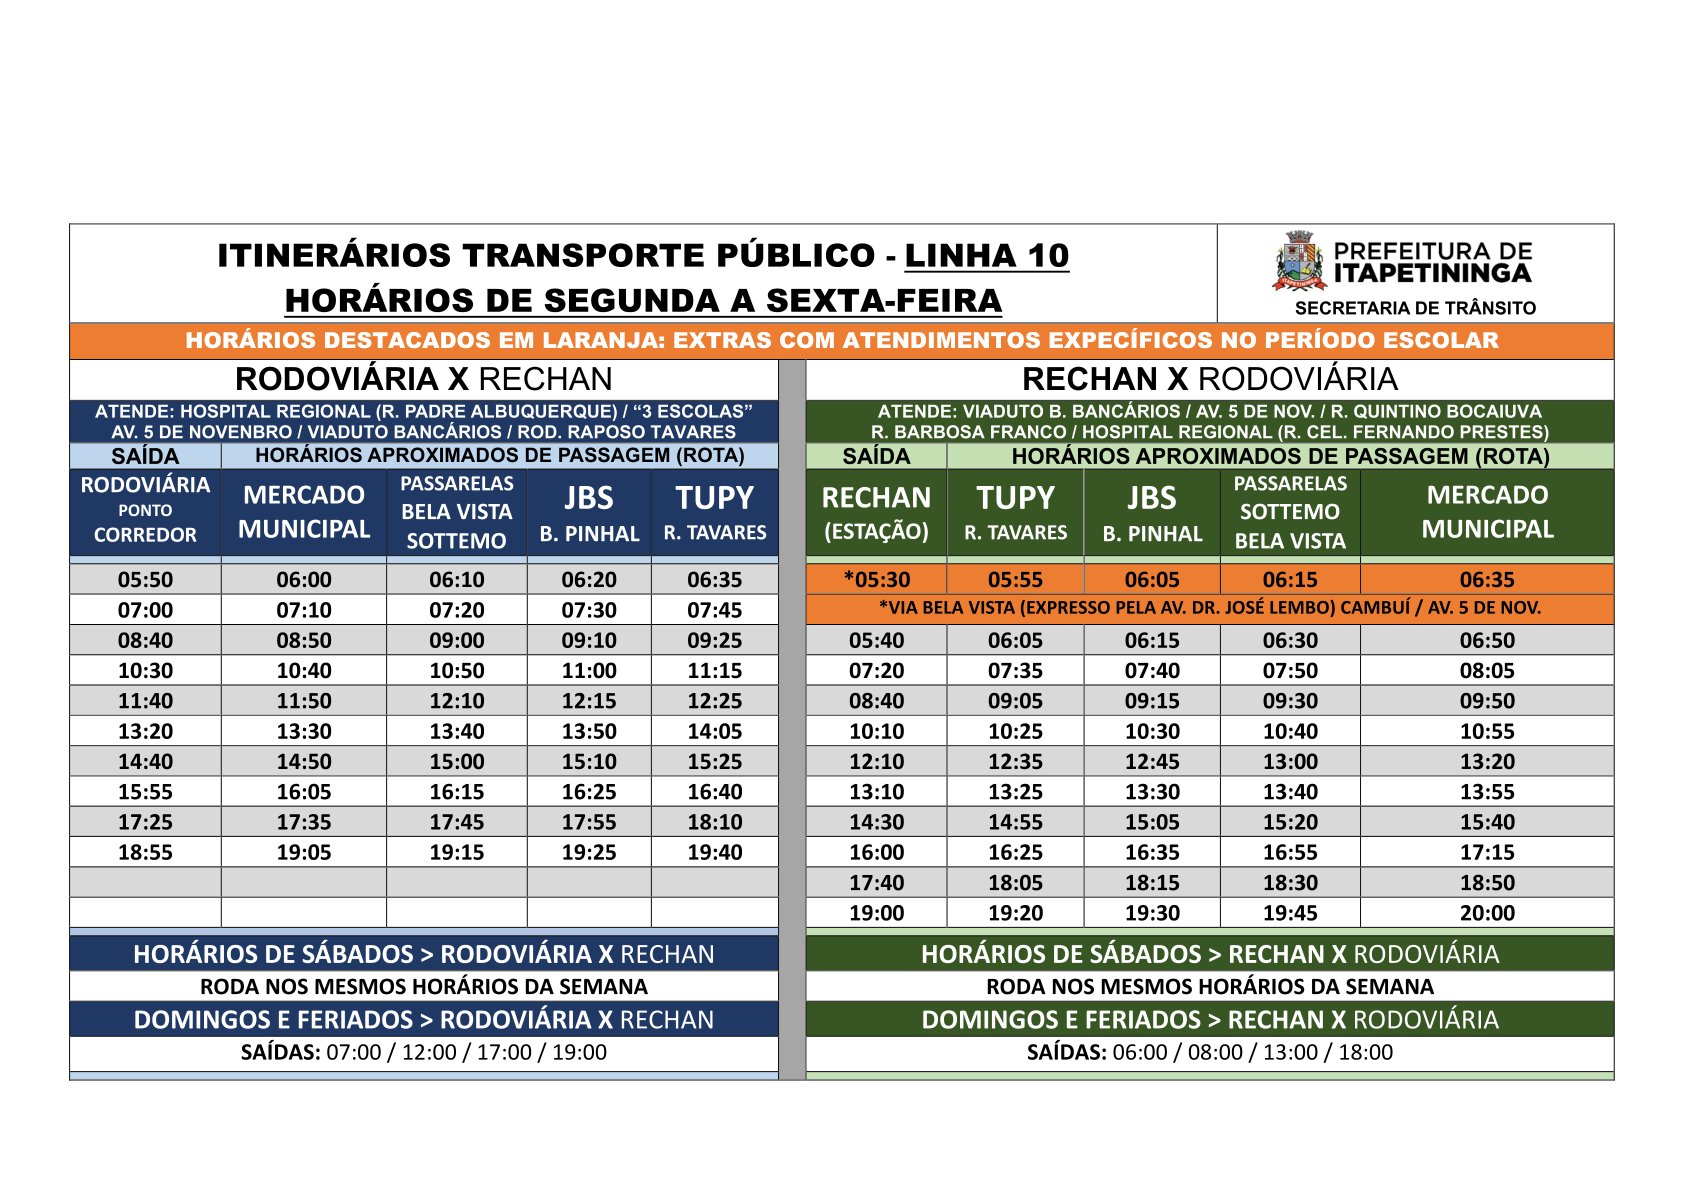 ITINERÁRIOS TRANSPORTE PÚBLICO - LINHA 10
HORÁRIOS DE SEGUNDA A SEXTA-FEIRA
PREFEITURA DE
ITAPETININGA
SECRETARIA DE TRÂNSITO
HORÁRIOS DESTACADOS EM LARANJA: EXTRAS COM ATENDIMENTOS EXPECÍFICOS NO PERÍODO ESCOLAR
RODOVIÁRIA X RECHAN
ATENDE: HOSPITAL REGIONAL (R. PADRE ALBUQUERQUE) / “3 ESCOLAS”
AV. 5 DE NOVENBRO / VIADUTO BANCÁRIOS / ROD. RAPOSO TAVARES
SAÍDA HORÁRIOS APROXIMADOS DE PASSAGEM (ROTA)
RODOVIÁRIA
PONTO
CORREDOR
MERCADO
MUNICIPAL
PASSARELAS
BELA VISTA
SOTTEMO
JBS
B. PINHAL
TUPY
R. TAVARES
05:50 06:00 06:10 06:20 06:35
07:00 07:10 07:20 07:30 07:45
08:40 08:50 09:00 09:10 09:25
10:30 10:40 10:50 11:00 11:15
11:40 11:50 12:10 12:15 12:25
13:20 13:30 13:40 13:50 14:05
14:40 14:50 15:00 15:10 15:25
15:55 16:05 16:15 16:25 16:40
17:25 17:35 17:45 17:55 18:10
18:55 19:05 19:15 19:25 19:40
HORÁRIOS DE SÁBADOS > RODOVIÁRIA X RECHAN
RODA NOS MESMOS HORÁRIOS DA SEMANA
DOMINGOS E FERIADOS > RODOVIÁRIA X RECHAN
SAÍDAS: 07:00 / 12:00 / 17:00 / 19:00
RECHAN X RODOVIÁRIA
ATENDE: VIADUTO B. BANCÁRIOS / AV. 5 DE NOV. / R. QUINTINO BOCAIUVA
R. BARBOSA FRANCO / HOSPITAL REGIONAL (R. CEL. FERNANDO PRESTES)
SAÍDA HORÁRIOS APROXIMADOS DE PASSAGEM (ROTA)
RECHAN
(ESTAÇÃO)
TUPY
R. TAVARES
JBS
B. PINHAL
PASSARELAS
SOTTEMO
BELA VISTA
MERCADO
MUNICIPAL
*05:30 05:55 06:05 06:15 06:35
*VIA BELA VISTA (EXPRESSO PELA AV. DR. JOSÉ LEMBO) CAMBUÍ / AV. 5 DE NOV.
05:40 06:05 06:15 06:30 06:50
07:20 07:35 07:40 07:50 08:05
08:40 09:05 09:15 09:30 09:50
10:10 10:25 10:30 10:40 10:55
12:10 12:35 12:45 13:00 13:20
13:10 13:25 13:30 13:40 13:55
14:30 14:55 15:05 15:20 15:40
16:00 16:25 16:35 16:55 17:15
17:40 18:05 18:15 18:30 18:50
19:00 19:20 19:30 19:45 20:00
HORÁRIOS DE SÁBADOS > RECHAN X RODOVIÁRIA
RODA NOS MESMOS HORÁRIOS DA SEMANA
DOMINGOS E FERIADOS > RECHAN X RODOVIÁRIA
SAÍDAS: 06:00 / 08:00 / 13:00 / 18:00